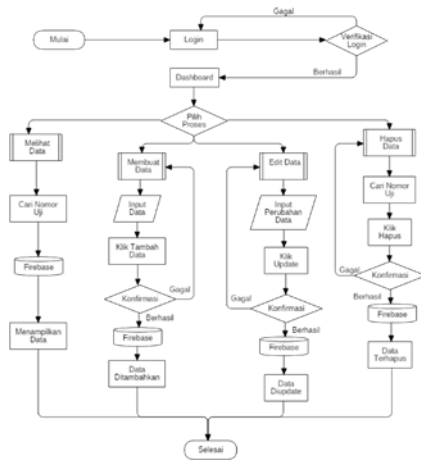 Gagal
Mulai
Login
Verifikasi
Login
Berhasil
Dashboard
Pilih
Proses
Melihat
Data
Cari Nomor
Uji
Firebase
Menampilkan
Data
Membuat
Data
Input
Data
Klik Tambah
Data
Gagal
Konfirmasi
Berhasil
Firebase
Data
Ditambahkan
Edit Data
Input
Perubahan
Data
Klik
Update
Gagal
Konfirmasi
Berhasil
Firebase
Data
Diupdate
Hapus
Data
Cari Nomor
Uji
Klik
Hapus
Gagal
Konfirmasi
Berhasil
Firebase
Data
Terhapus
Selesai